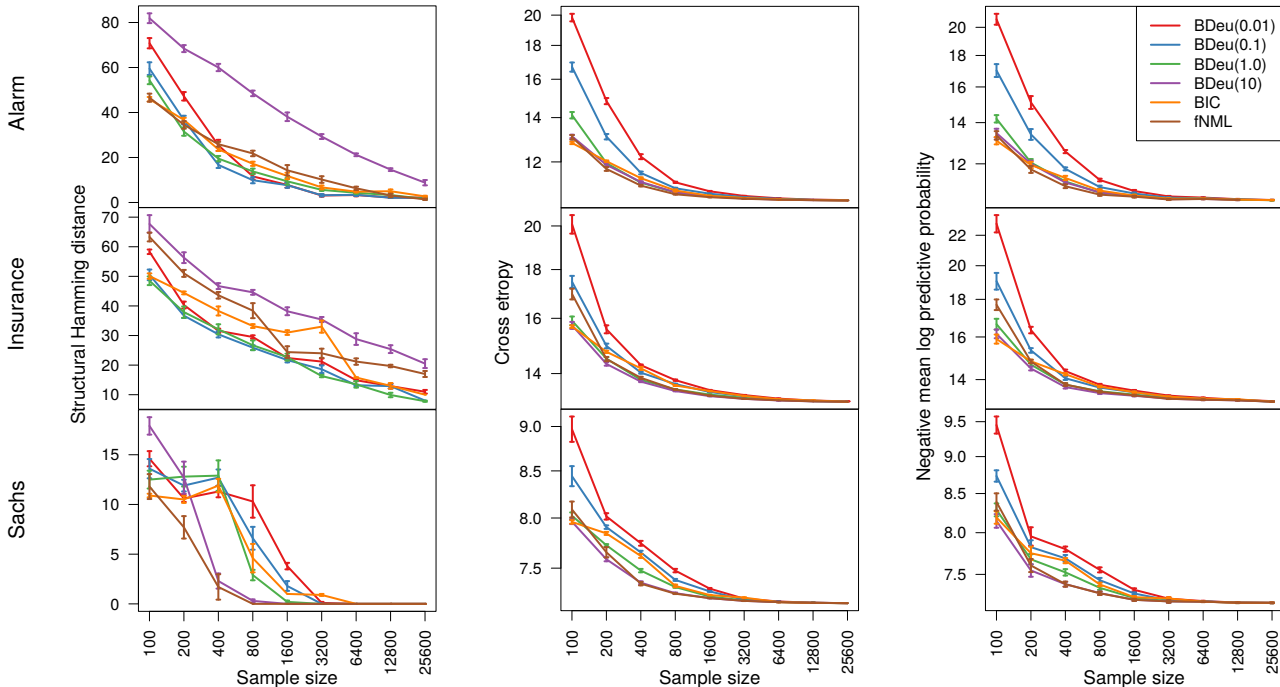 Alarm
Structural Hamming distance
80
60
40
20
0
Cross etropy
20
18
16
14
12
Negative mean log predictive probability
20
18
16
14
12
BDeu(0.01)
BDeu(0.1)
BDeu(1.0)
BDeu(10)
BIC
fNML
Insurance
70
60
50
40
30
20
10
20
18
16
14
22
20
18
16
14
Sachs
15
10
5
0
9.0
8.5
8.0
7.5
9.5
9.0
8.5
8.0
7.5
100 200 400 800 1600 3200 6400 12800 25600
Sample size
100 200 400 800 1600 3200 6400 12800 25600
Sample size
100 200 400 800 1600 3200 6400 12800 25600
Sample size